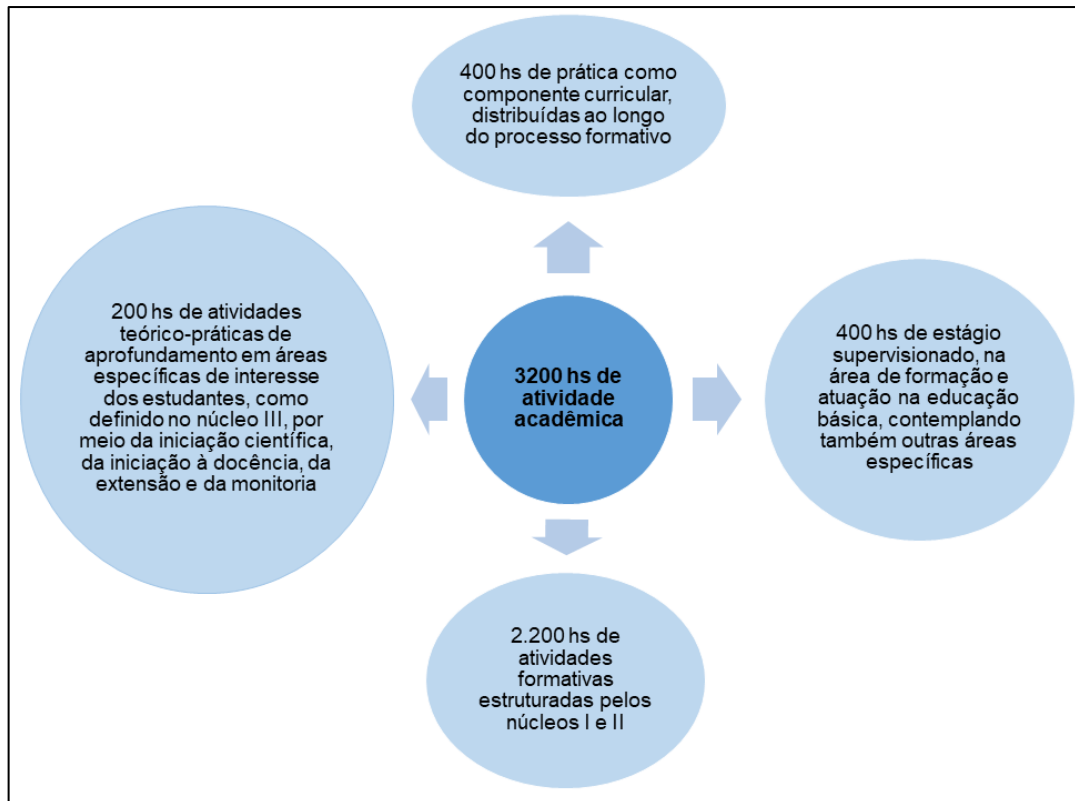 400 hs de prática como
componente curricular,
distribuídas ao longo
do processo formativo
200 hs de atividades
teórico-práticas de
aprofundamento em áreas
específicas de interesse
dos estudantes, como
definido no núcleo III, por
meio da iniciação científica,
da iniciação à docência, da
extensão e da monitoria
3200 hs de
atividade
acadêmica
400 hs de estágio
supervisionado, na
área de formação e
atuação na educação
básica, contemplando
também outras áreas
específicas
2.200 hs de
atividades
formativas
estruturadas pelos
núcleos I e II